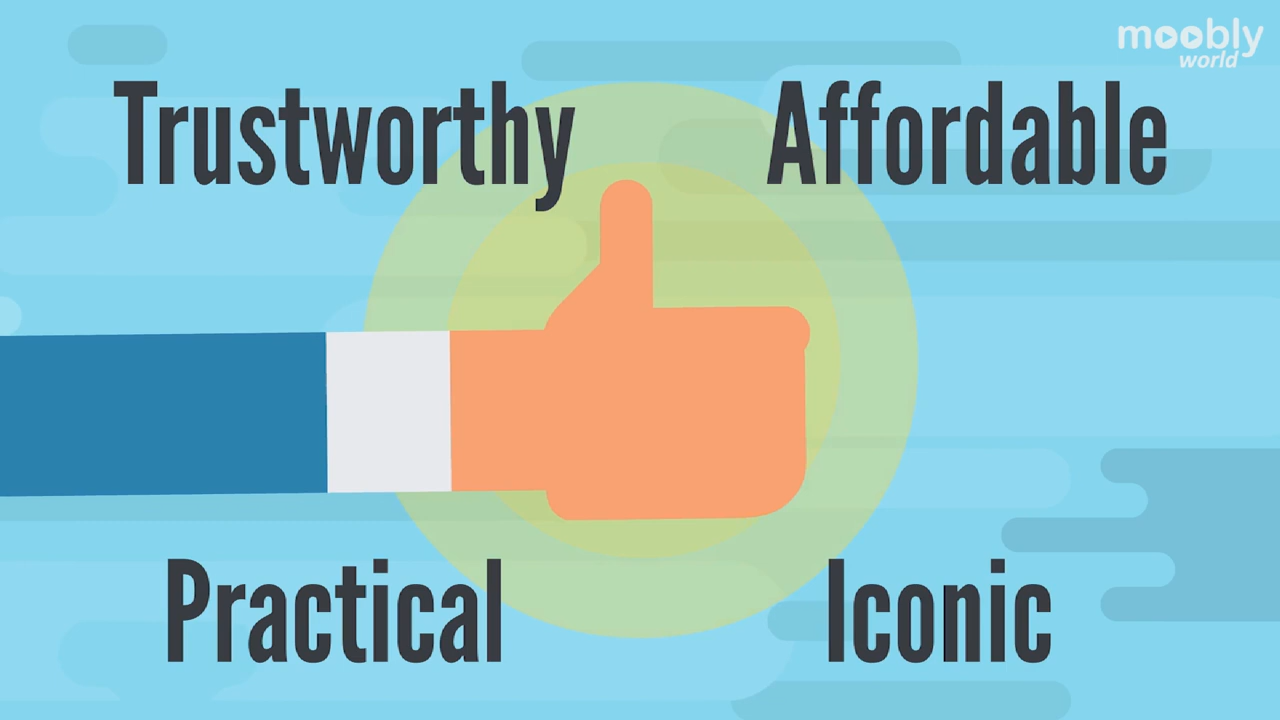 moobly
world
Trustworthy
Affordable
Practical
Iconic